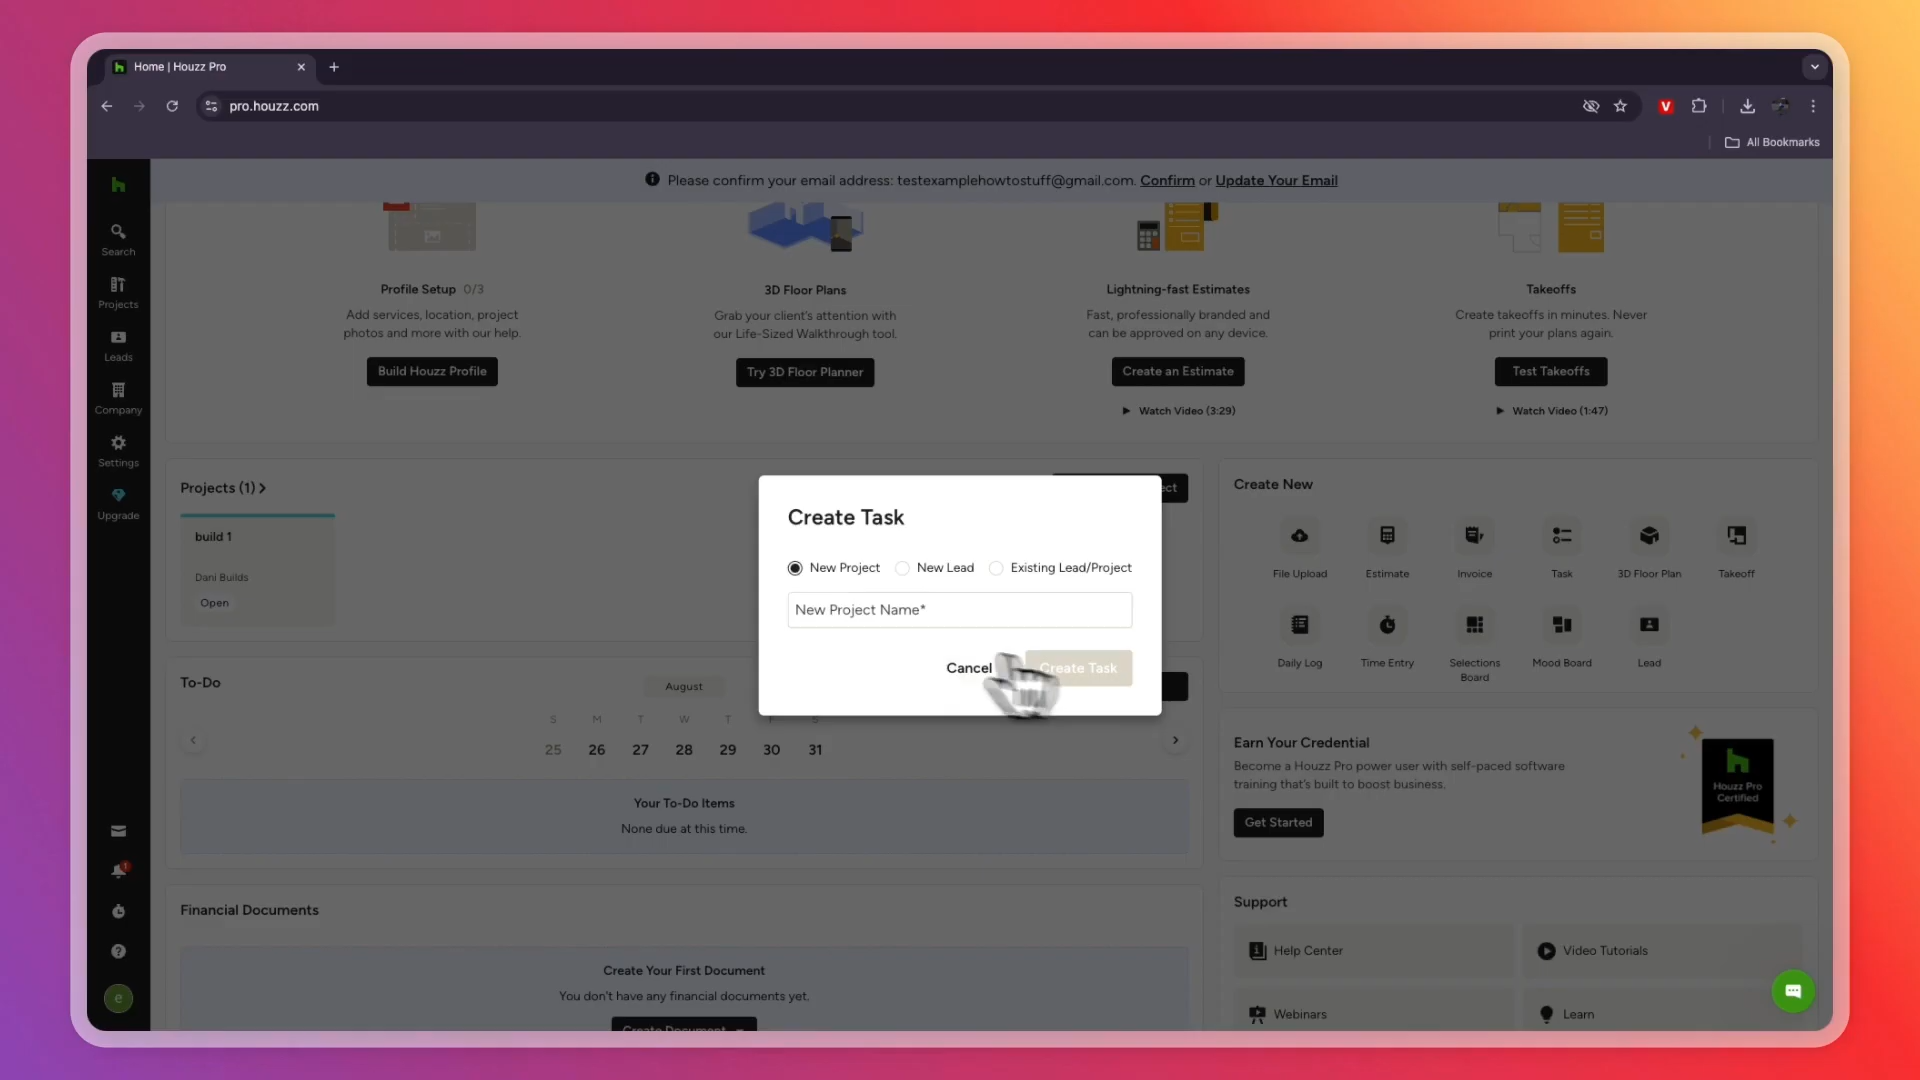 Home | Houzz Pro
pro.houzz.com
All Bookmarks
Please confirm your email address: testexamplehowtostuff@gmail.com. Confirm or Update Your Email
Search
Projects
Leads
Company
Settings
Upgrade
Profile Setup 0/3
Add services, location, project
photos and more with our help.
Build Houzz Profile
3D Floor Plans
Grab your client's attention with
our Life-Sized Walkthrough tool.
Try 3D Floor Planner
Lightning-fast Estimates
Fast, professionally branded and
can be approved on any device.
Create an Estimate
Watch Video (3:29)
Takeoffs
Create takeoffs in minutes. Never
print your plans again.
Test Takeoffs
Watch Video (1:47)
Projects (1)
build 1
Dani Builds
Open
Create Task
New Project
New Lead
Existing Lead/Project
New Project Name*
Cancel
Create Task
Create New
File Upload
Estimate
Invoice
Task
3D Floor Plan
Takeoff
Daily Log
Time Entry
Selections
Board
Mood Board
Lead
To-Do
August
S M T W T F S
25 26 27 28 29 30 31
Your To-Do Items
None due at this time.
Earn Your Credential
Become a Houzz Pro power user with self-paced software
training that's built to boost business.
Get Started
Houzz Pro
Certified
Financial Documents
Create Your First Document
You don't have any financial documents yet.
Create Document
Support
Help Center
Video Tutorials
Webinars
Learn
1
e